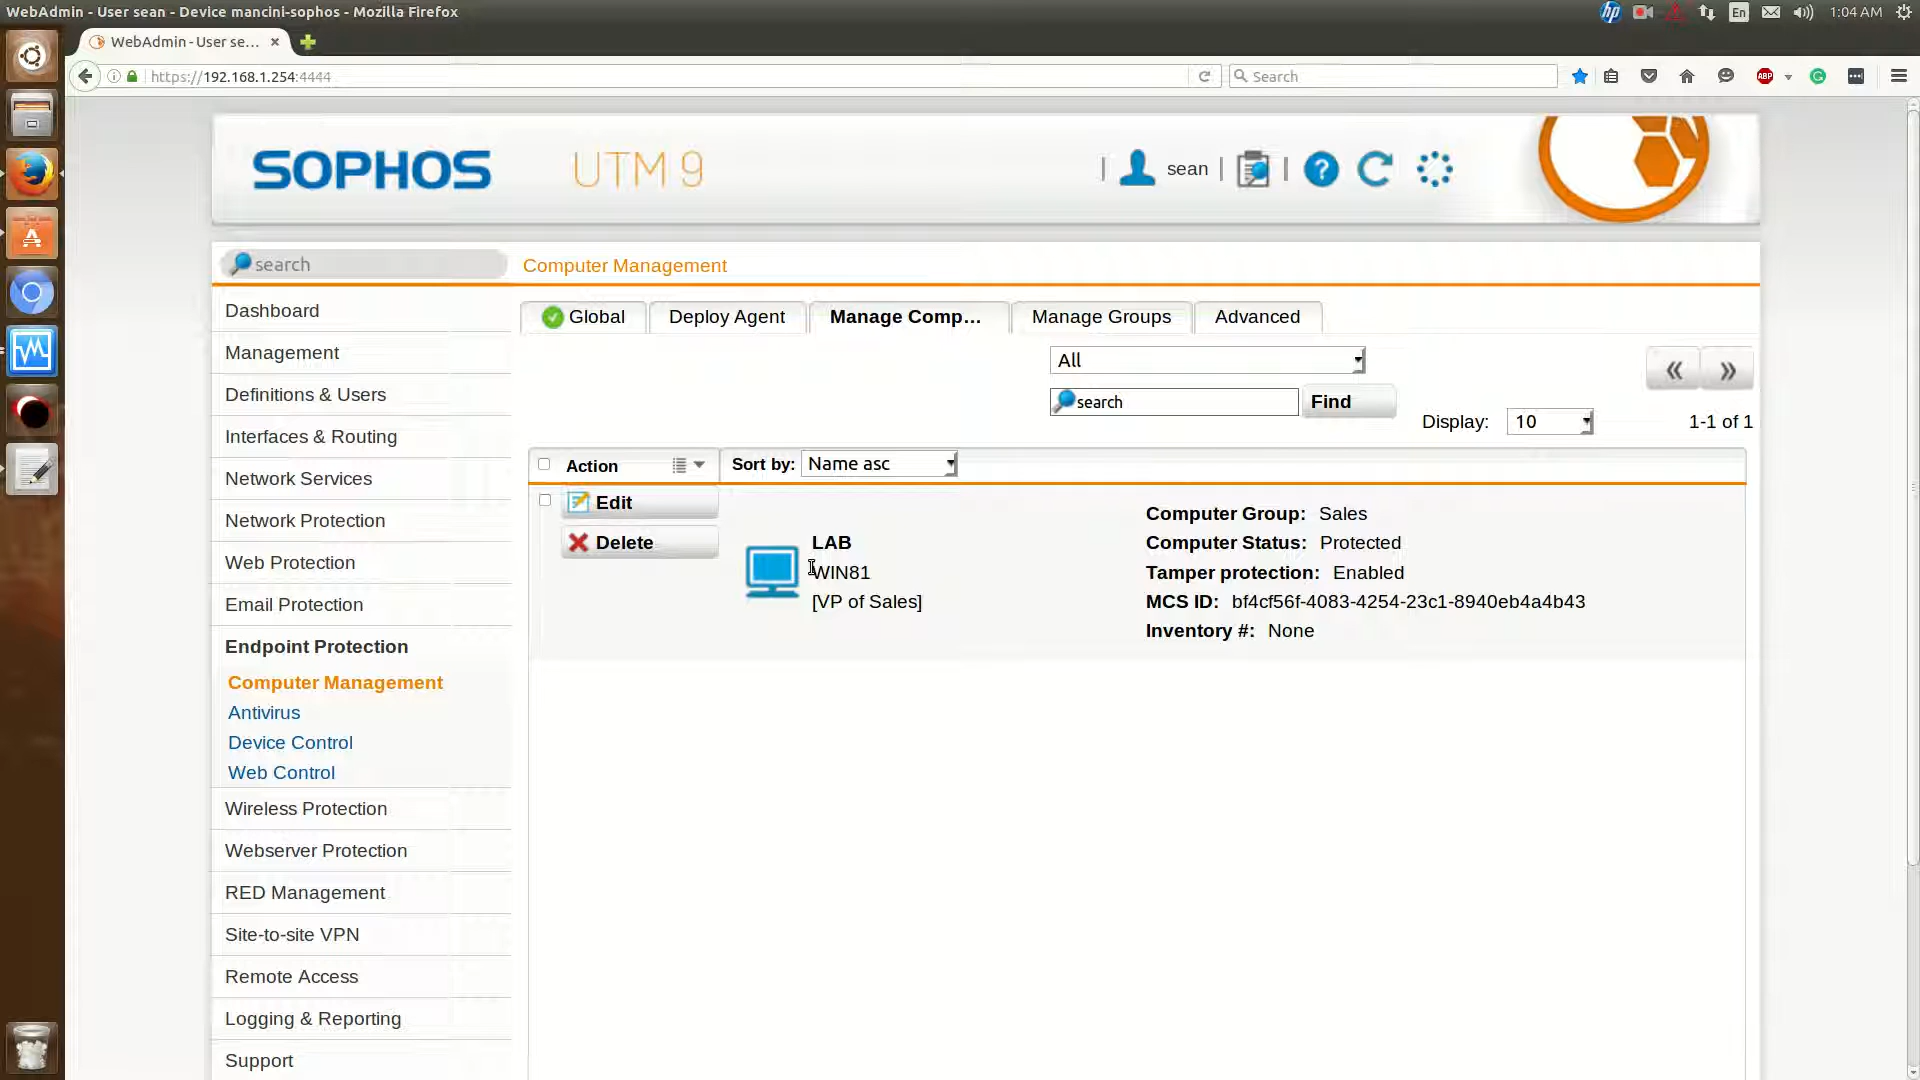 WebAdmin - User sean - Device mancini-sophos - Mozilla Firefox
hp
En
1:04 AM
WebAdmin - User se...
https://192.168.1.254:4444
Search
ABP
SOPHOS
UTM 9
sean
?
search
Computer Management
Dashboard
Management
Definitions & Users
Interfaces & Routing
Network Services
Network Protection
Web Protection
Email Protection
Endpoint Protection
Computer Management
Antivirus
Device Control
Web Control
Wireless Protection
Webserver Protection
RED Management
Site-to-site VPN
Remote Access
Logging & Reporting
Support
Global
Deploy Agent
Manage Comp...
Manage Groups
Advanced
All
search
Find
Display:
10
1-1 of 1
Action
Sort by:
Name asc
Edit
Delete
LAB
WIN81
[VP of Sales]
Computer Group: Sales
Computer Status: Protected
Tamper protection: Enabled
MCS ID: bf4cf56f-4083-4254-23c1-8940eb4a4b43
Inventory #: None